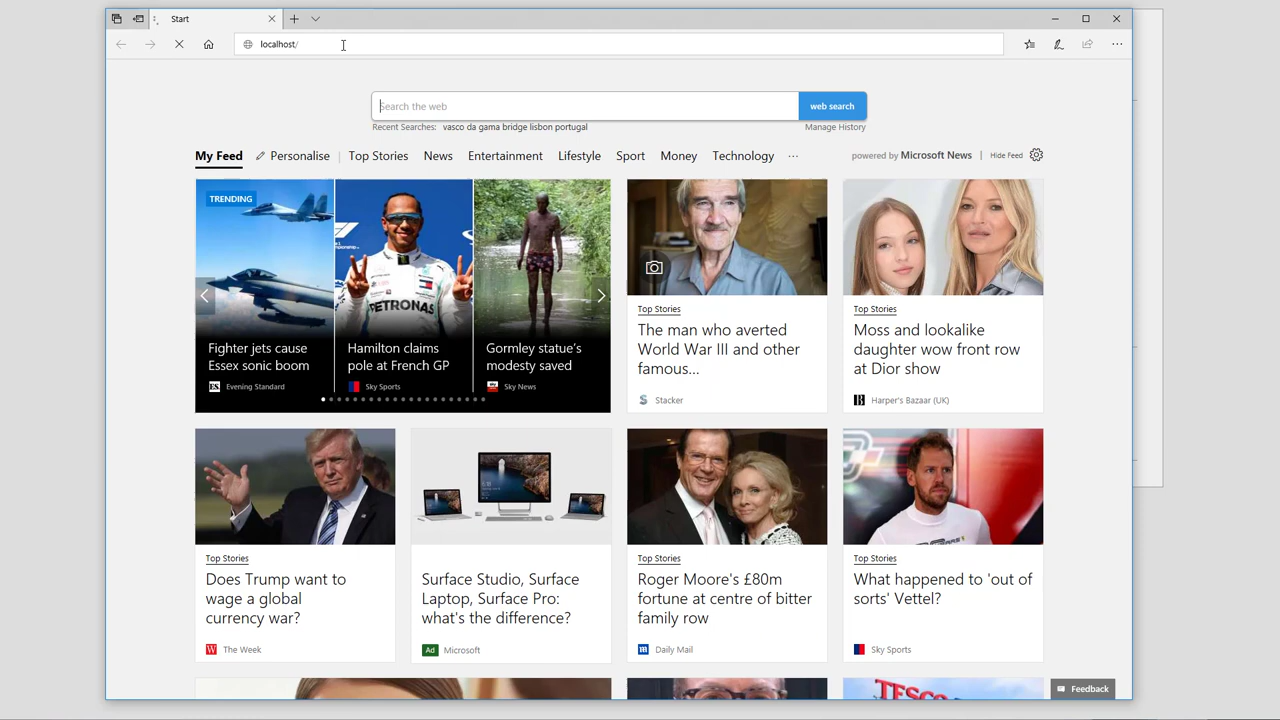 Start
localhost/
Search the web
web search
Recent Searches: vasco da gama bridge lisbon portugal
Manage History
My Feed
Personalise
Top Stories
News
Entertainment
Lifestyle
Sport
Money
Technology
powered by Microsoft News
Hide Feed
TRENDING
Fighter jets cause
Essex sonic boom
ES Evening Standard
PETRONAS
Hamilton claims
pole at French GP
Sky Sports
Gormley statue's
modesty saved
Sky News
Top Stories
The man who averted
World War III and other
famous...
Stacker
Top Stories
Moss and lookalike
daughter wow front row
at Dior show
Harper's Bazaar (UK)
Top Stories
Does Trump want to
wage a global
currency war?
The Week
Surface Studio, Surface
Laptop, Surface Pro:
what's the difference?
Ad Microsoft
Top Stories
Roger Moore's £80m
fortune at centre of bitter
family row
Daily Mail
Top Stories
What happened to 'out of
sorts' Vettel?
Sky Sports
TESCO
Feedback